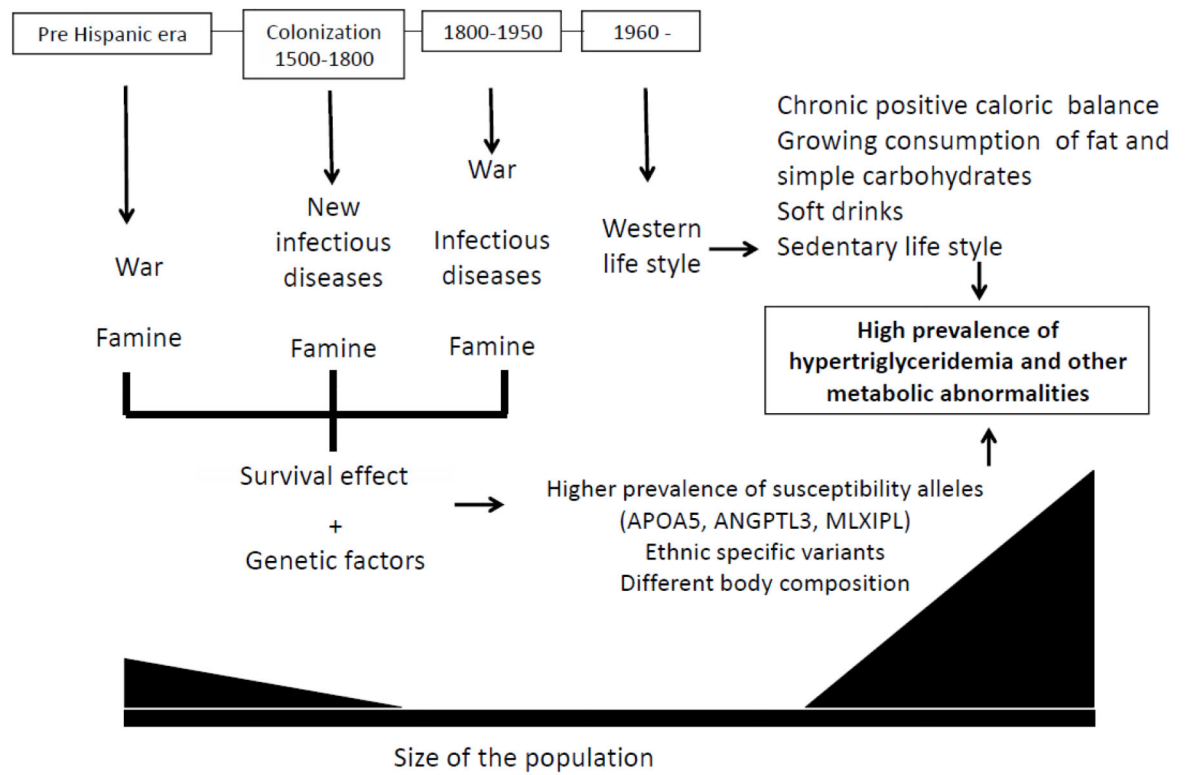 Pre Hispanic era
Colonization
1500-1800
1800-1950
1960 -
War
Famine
New
infectious
diseases
Famine
War
Infectious
diseases
Famine
Western
life style
Chronic positive caloric balance
Growing consumption of fat and
simple carbohydrates
Soft drinks
Sedentary life style
High prevalence of
hypertriglyceridemia and other
metabolic abnormalities
Survival effect
+
Genetic factors
Higher prevalence of susceptibility alleles
(APOA5, ANGPTL3, MLXIPL)
Ethnic specific variants
Different body composition
Size of the population